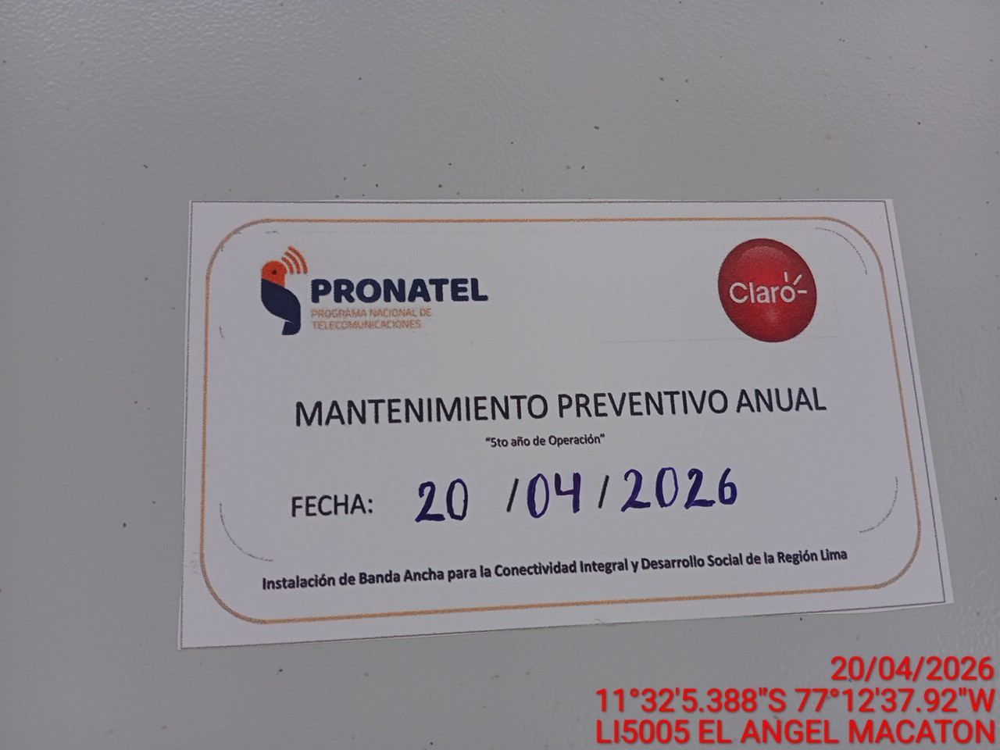 PRONATEL
PROGRAMA NACIONAL DE
TELECOMUNICACIONES
Claro
MANTENIMIENTO PREVENTIVO ANUAL
"5to año de Operación"
FECHA: 20 /04/2026
Instalación de Banda Ancha para la Conectividad Integral y Desarrollo Social de la Región Lima
20/04/2026
11°32'5.388"S 77°12'37.92"W
LI5005 EL ANGEL MACATON